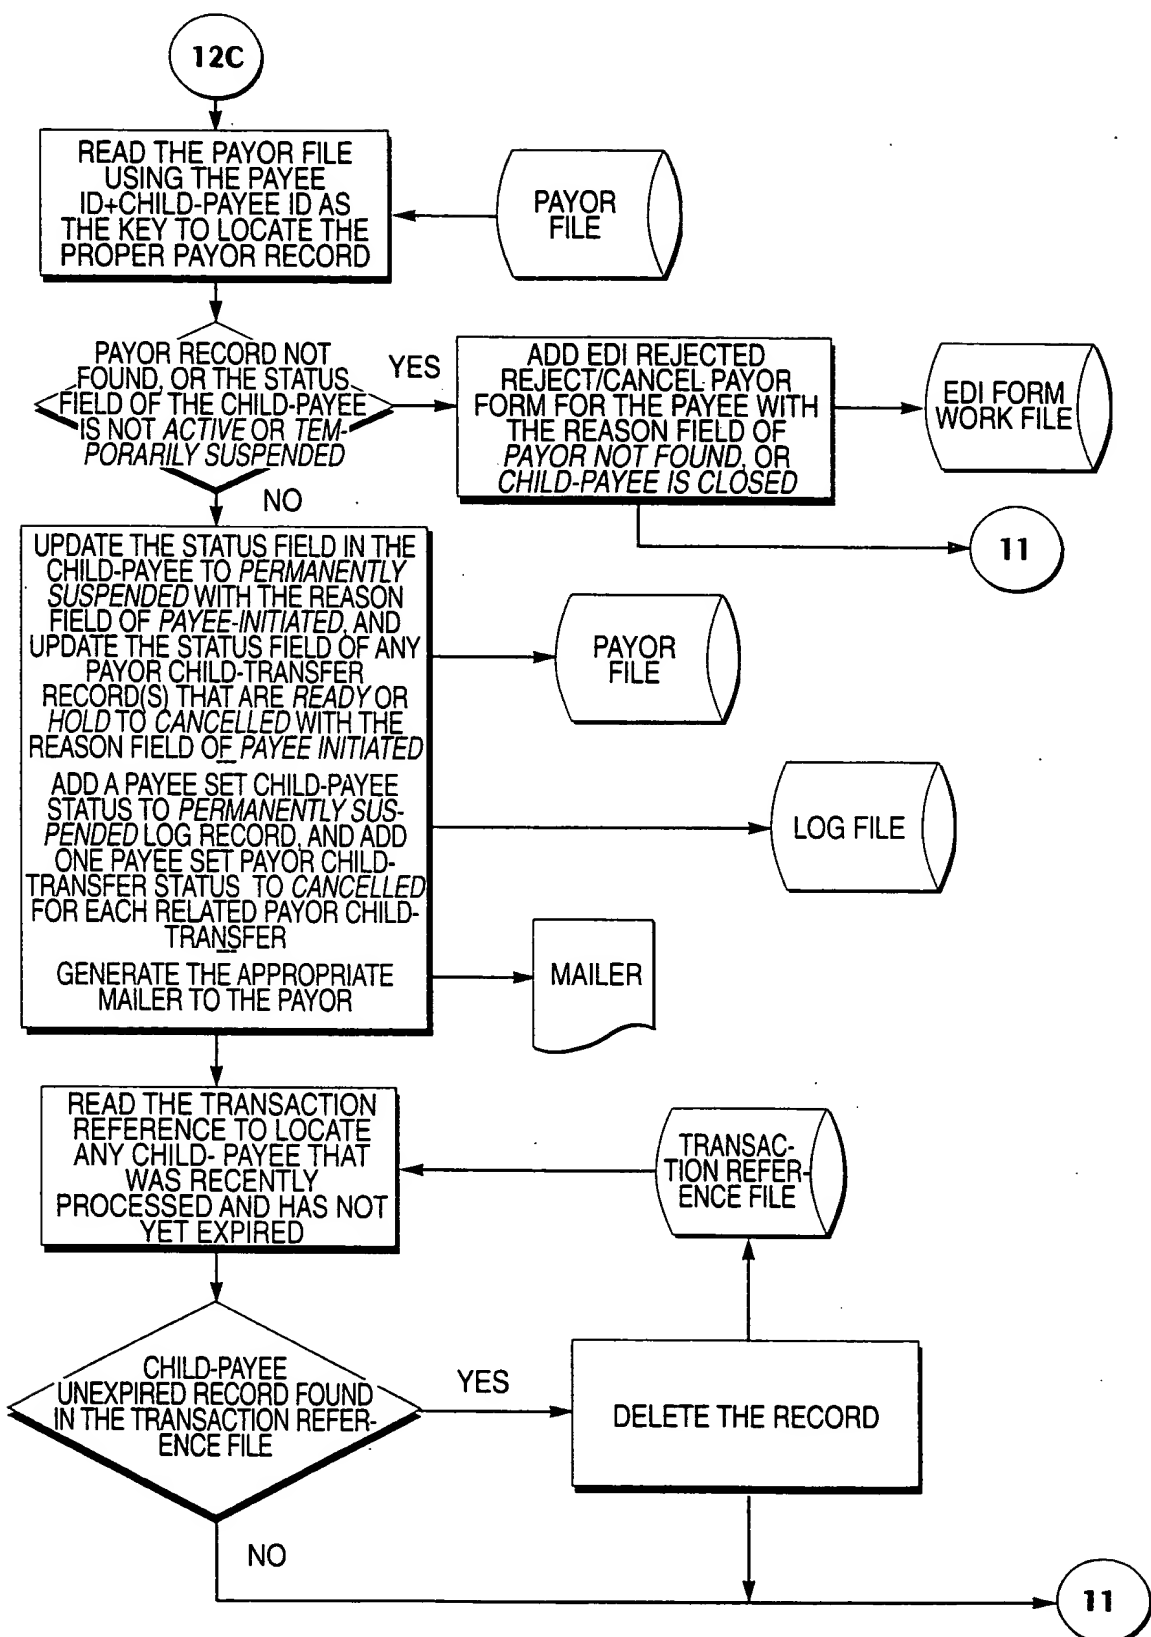 12C
READ THE PAYOR FILE
USING THE PAYEE
ID+CHILD-PAYEE ID AS
THE KEY TO LOCATE THE
PROPER PAYOR RECORD
PAYOR
FILE
PAYOR RECORD NOT
FOUND, OR THE STATUS
FIELD OF THE CHILD-PAYEE
IS NOT ACTIVE OR TEM-
PORARILY SUSPENDED
YES
ADD EDI REJECTED
REJECT/CANCEL PAYOR
FORM FOR THE PAYEE WITH
THE REASON FIELD OF
PAYOR NOT FOUND, OR
CHILD-PAYEE IS CLOSED
EDI FORM
WORK FILE
NO
11
UPDATE THE STATUS FIELD IN THE
CHILD-PAYEE TO PERMANENTLY
SUSPENDED WITH THE REASON
FIELD OF PAYEE-INITIATED, AND
UPDATE THE STATUS FIELD OF ANY
PAYOR CHILD-TRANSFER
RECORD(S) THAT ARE READY OR
HOLD TO CANCELLED WITH THE
REASON FIELD OF PAYEE INITIATED
PAYOR
FILE
ADD A PAYEE SET CHILD-PAYEE
STATUS TO PERMANENTLY SUS-
PENDED LOG RECORD, AND ADD
ONE PAYEE SET PAYOR CHILD-
TRANSFER STATUS TO CANCELLED
FOR EACH RELATED PAYOR CHILD-
TRANSFER
LOG FILE
GENERATE THE APPROPRIATE
MAILER TO THE PAYOR
MAILER
READ THE TRANSACTION
REFERENCE TO LOCATE
ANY CHILD- PAYEE THAT
WAS RECENTLY
PROCESSED AND HAS NOT
YET EXPIRED
TRANSAC-
TION REFER-
ENCE FILE
CHILD-PAYEE
UNEXPIRED RECORD FOUND
IN THE TRANSACTION REFER-
ENCE FILE
YES
DELETE THE RECORD
NO
11